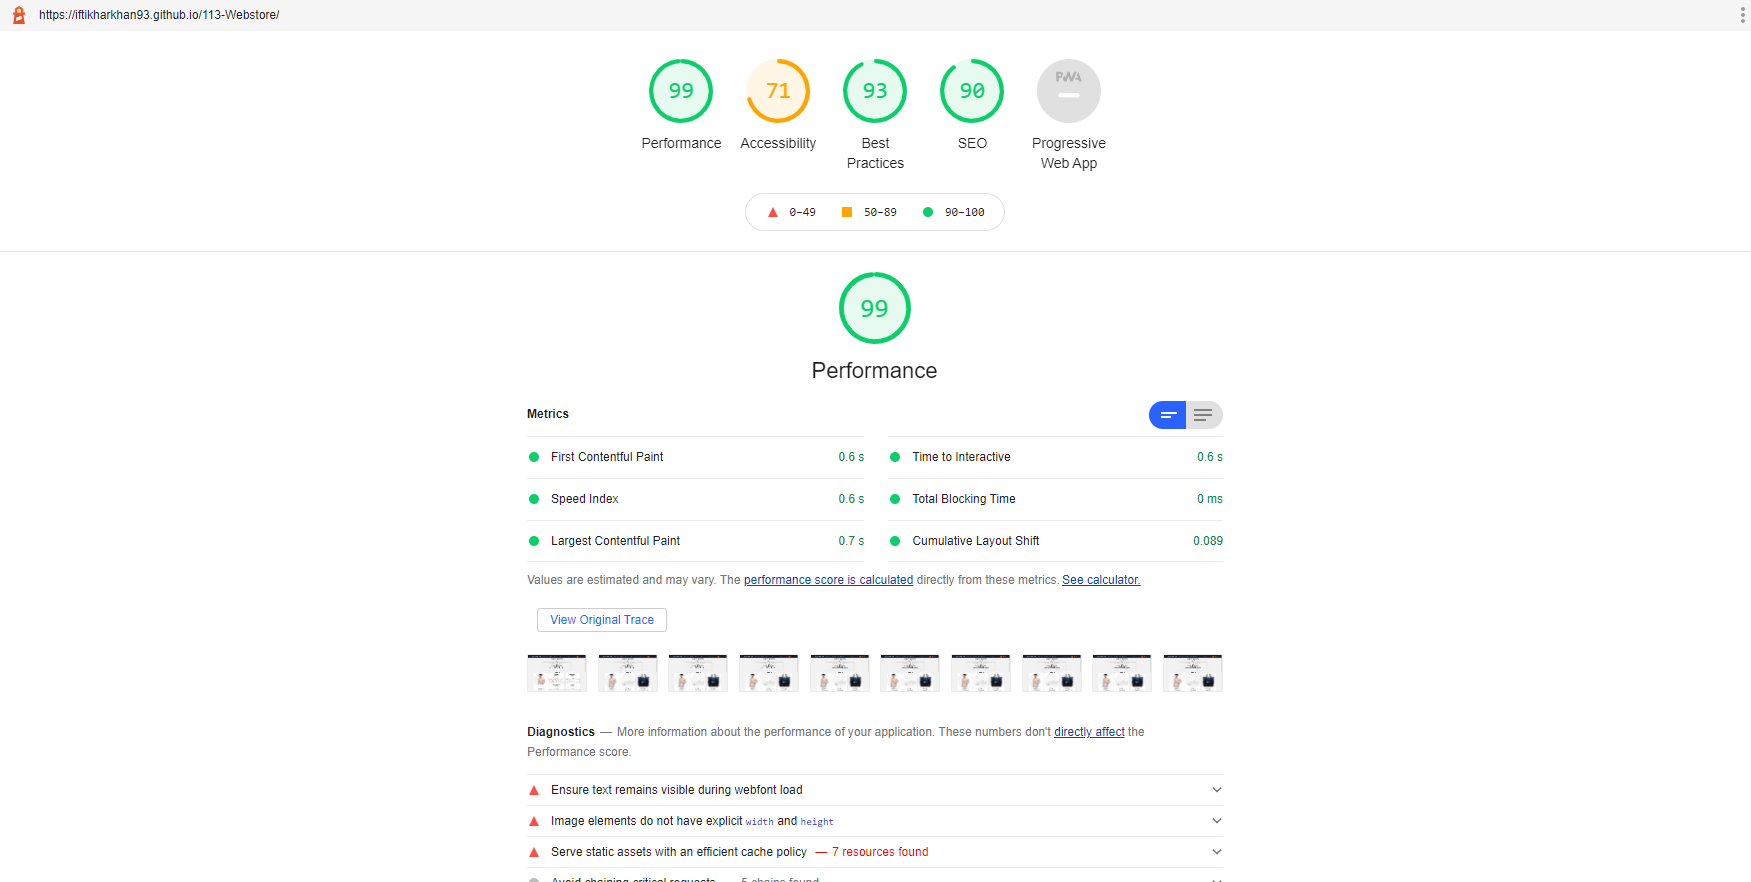 https://iftikharkhan93.github.io/113-Webstore/
99 71 93 90 PWA
Performance Accessibility Best Practices SEO Progressive Web App
0–49 50–89 90–100
99
Performance
Metrics
First Contentful Paint 0.6 s Time to Interactive 0.6 s
Speed Index 0.6 s Total Blocking Time 0 ms
Largest Contentful Paint 0.7 s Cumulative Layout Shift 0.089
Values are estimated and may vary. The performance score is calculated directly from these metrics. See calculator.
View Original Trace
Diagnostics — More information about the performance of your application. These numbers don't directly affect the
Performance score.
Ensure text remains visible during webfont load
Image elements do not have explicit width and height
Serve static assets with an efficient cache policy — 7 resources found
Avoid chaining critical requests — 5 chains found